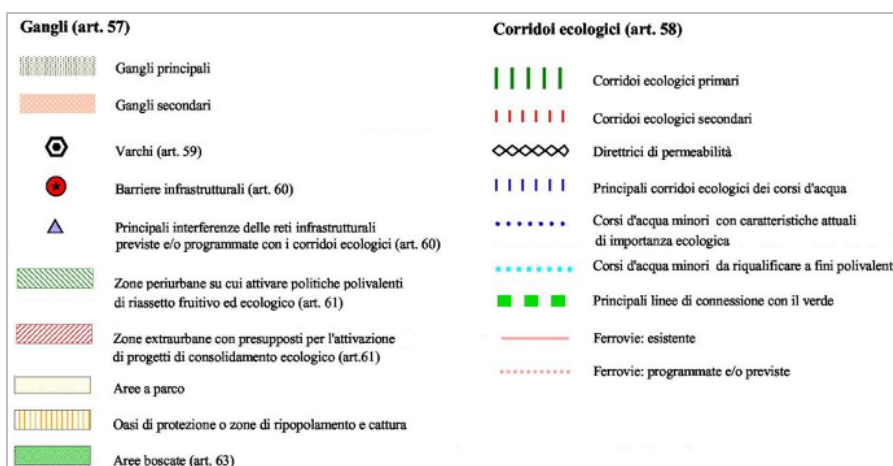 Gangli (art. 57)
Gangli principali
Gangli secondari
Varchi (art. 59)
Barriere infrastrutturali (art. 60)
Principali interferenze delle reti infrastrutturali
previste e/o programmate con i corridoi ecologici (art. 60)
Zone periurbane su cui attivare politiche polivalenti
di riassetto fruitivo ed ecologico (art. 61)
Zone extraurbane con presupposti per l'attivazione
di progetti di consolidamento ecologico (art.61)
Aree a parco
Oasi di protezione o zone di ripopolamento e cattura
Aree boscate (art. 63)
Corridoi ecologici (art. 58)
Corridoi ecologici primari
Corridoi ecologici secondari
Direttrici di permeabilità
Principali corridoi ecologici dei corsi d'acqua
Corsi d'acqua minori con caratteristiche attuali
di importanza ecologica
Corsi d'acqua minori da riqualificare a fini polivalent
Principali linee di connessione con il verde
Ferrovie: esistente
Ferrovie: programmate e/o previste